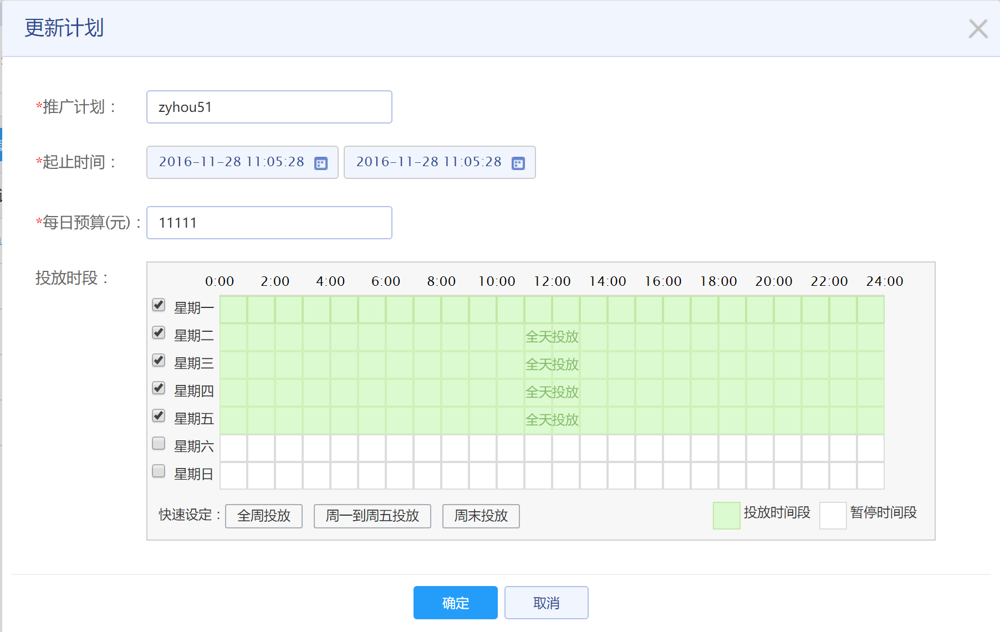 更新计划
*推广计划： zyhou51
*起止时间： 2016-11-28 11:05:28 2016-11-28 11:05:28
*每日预算(元)： 11111
投放时段：
0:00 2:00 4:00 6:00 8:00 10:00 12:00 14:00 16:00 18:00 20:00 22:00 24:00
星期一
星期二 全天投放
星期三 全天投放
星期四 全天投放
星期五 全天投放
星期六
星期日
快速设定： 全周投放 周一到周五投放 周末投放 投放时间段 暂停时间段
确定 取消